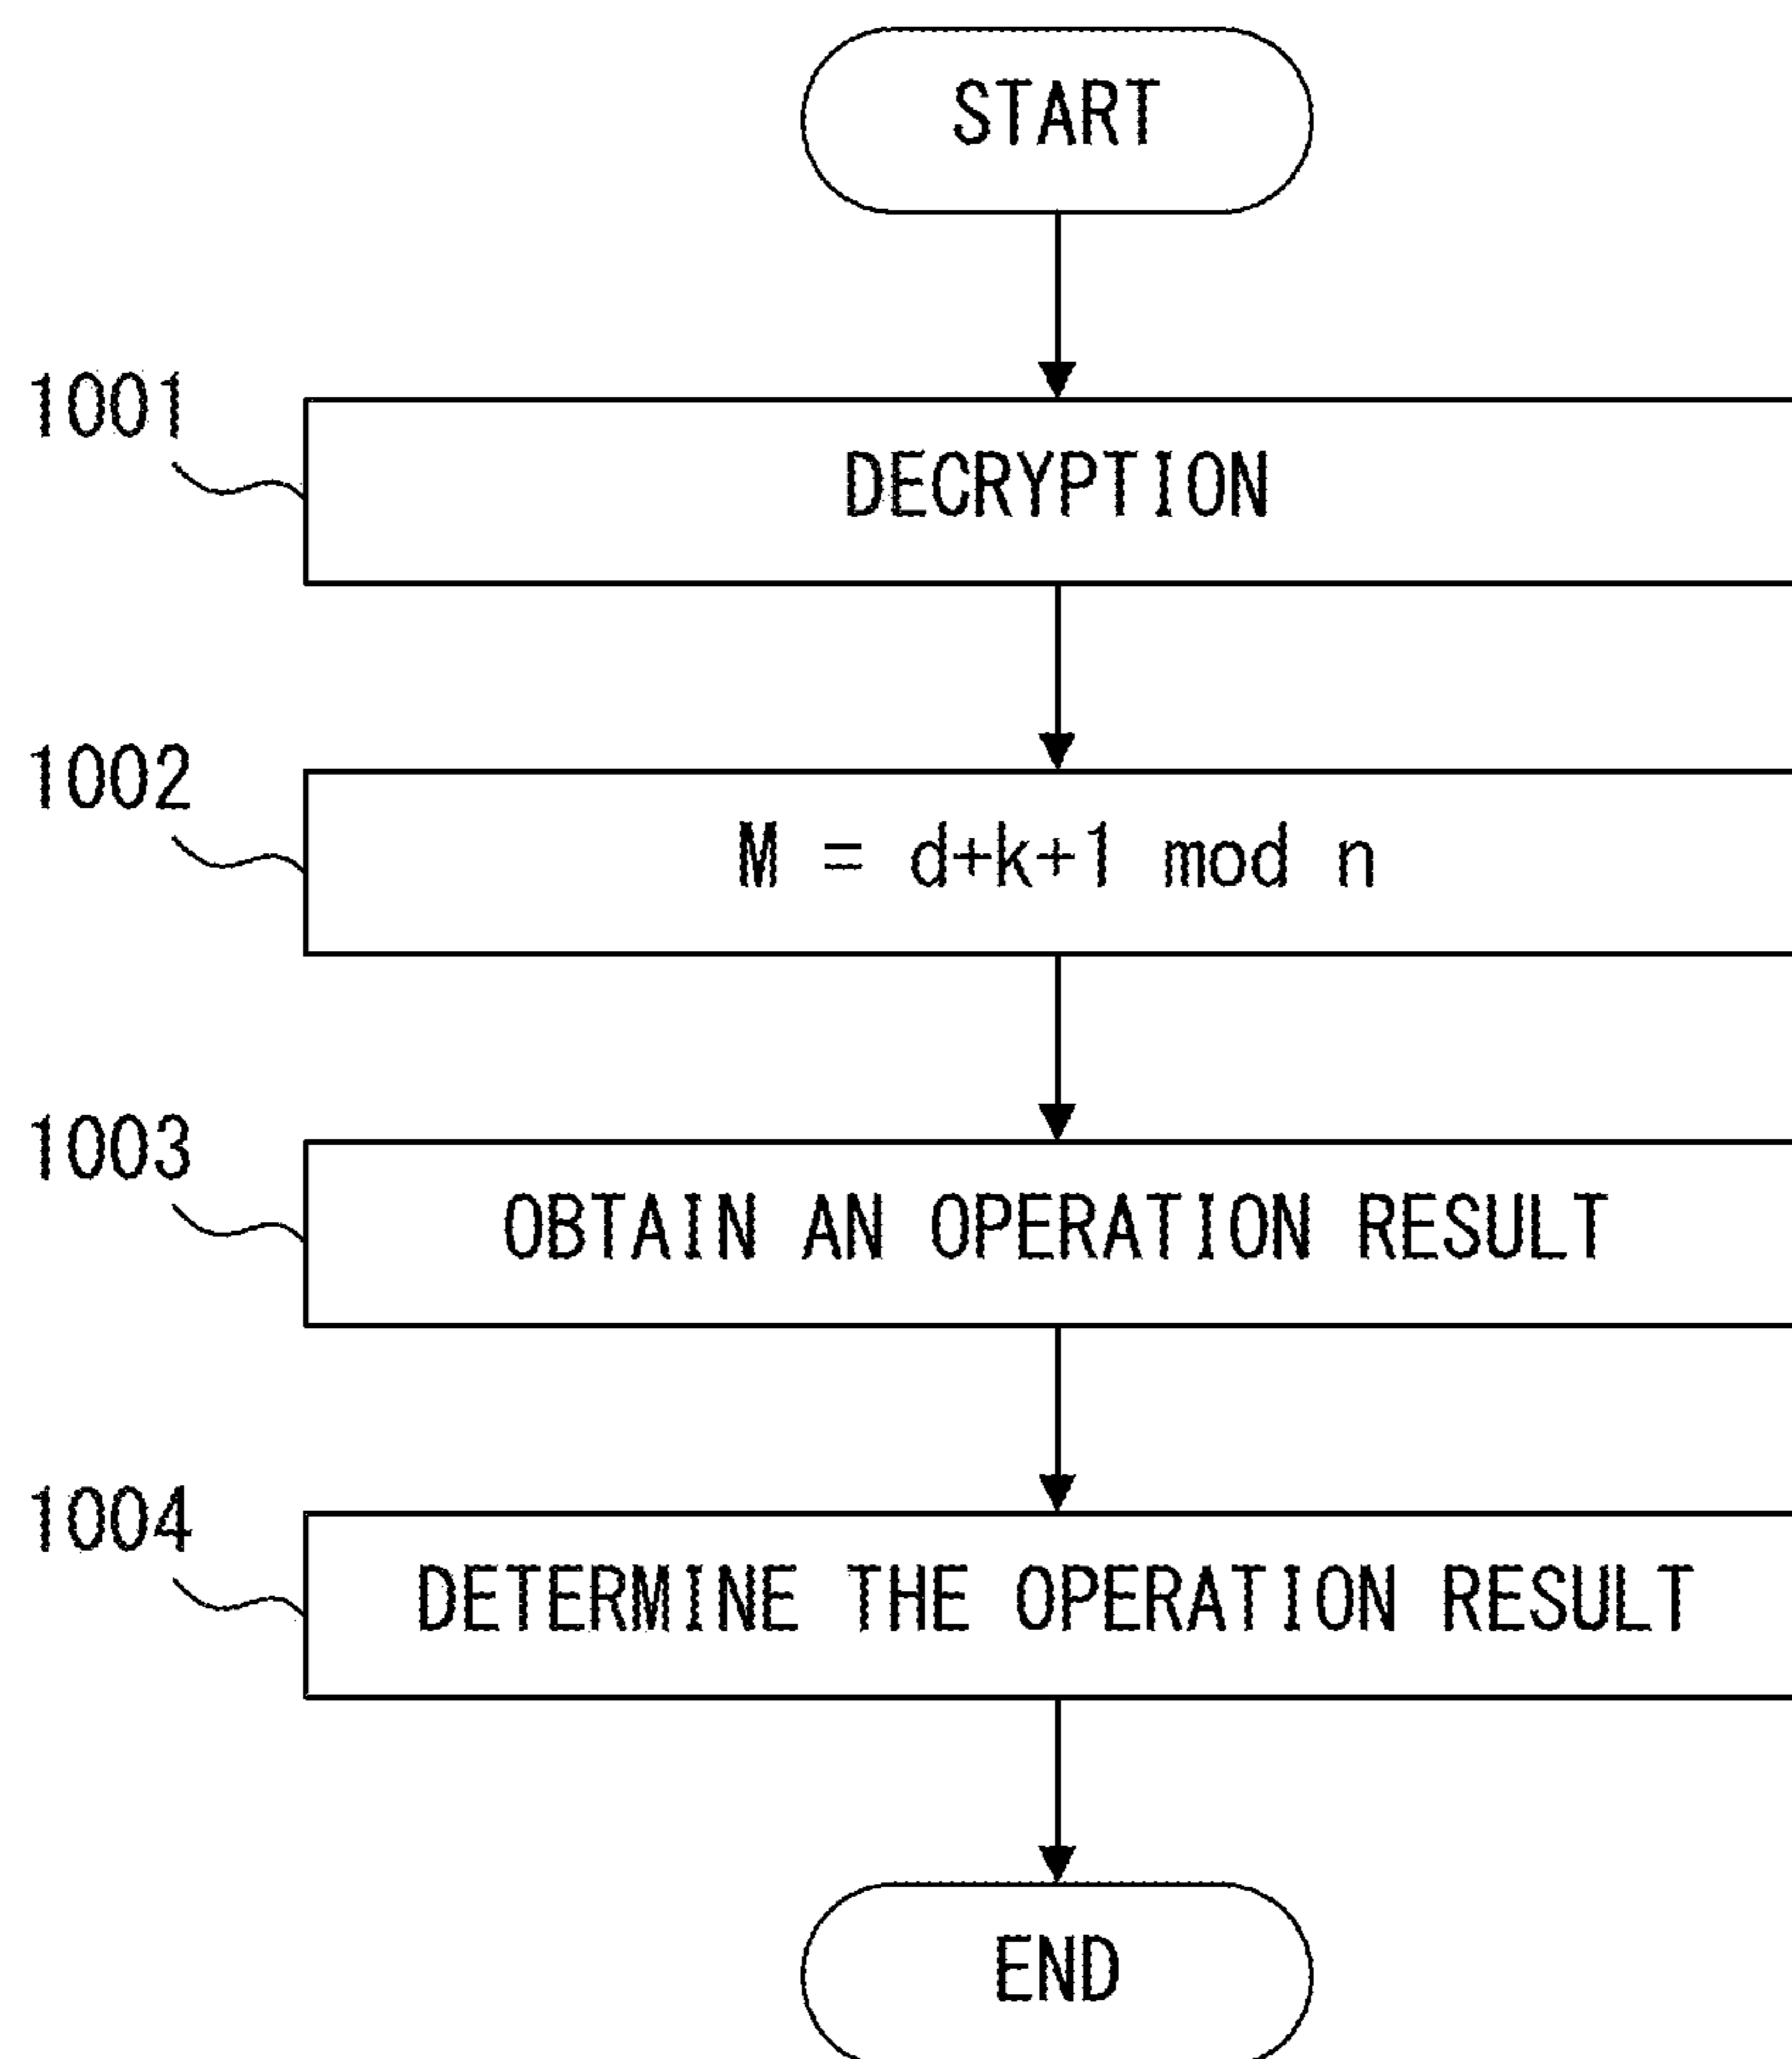 START
1001
DECRYPTION
1002
M = d+k+1 mod n
1003
OBTAIN AN OPERATION RESULT
1004
DETERMINE THE OPERATION RESULT
END